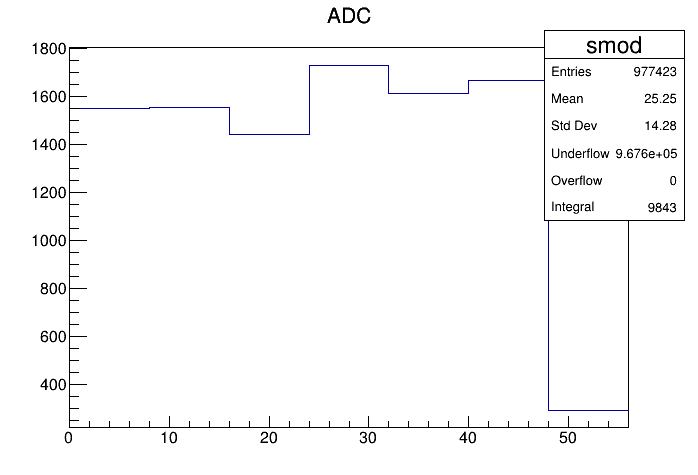 ADC
smod
Entries 977423
Mean 25.25
Std Dev 14.28
Underflow 9.676e+05
Overflow 0
Integral 9843
1800
1600
1400
1200
1000
800
600
400
0 10 20 30 40 50